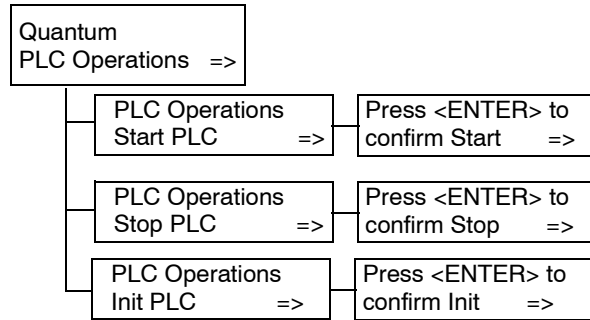 Quantum
PLC Operations =>
PLC Operations
Start PLC =>
Press <ENTER> to
confirm Start =>
PLC Operations
Stop PLC =>
Press <ENTER> to
confirm Stop =>
PLC Operations
Init PLC =>
Press <ENTER> to
confirm Init =>